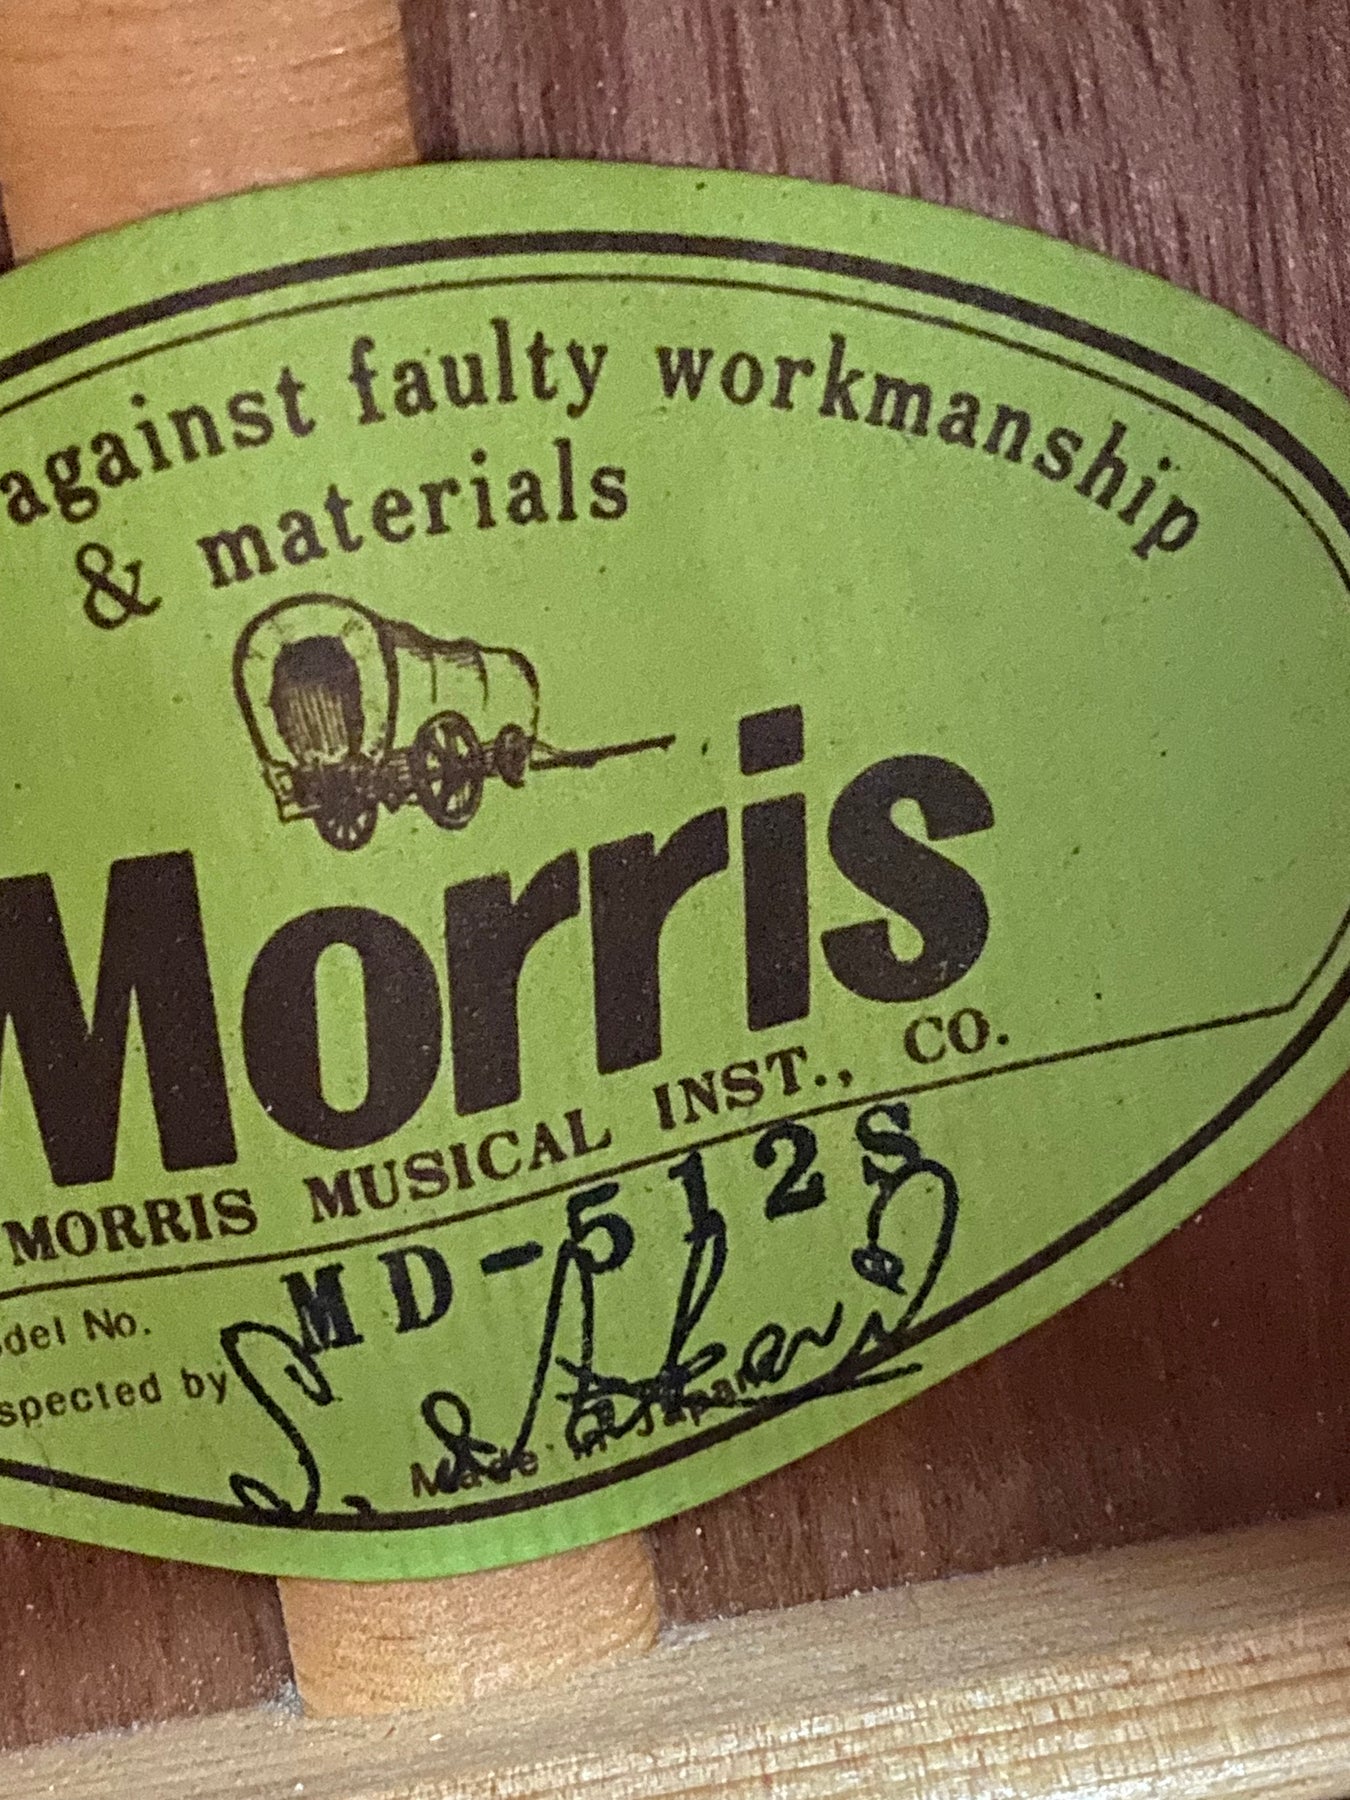 against faulty workmanship
& materials
Morris
MORRIS MUSICAL INST., CO.
del No. MD-512S
spected by
Made in Japan